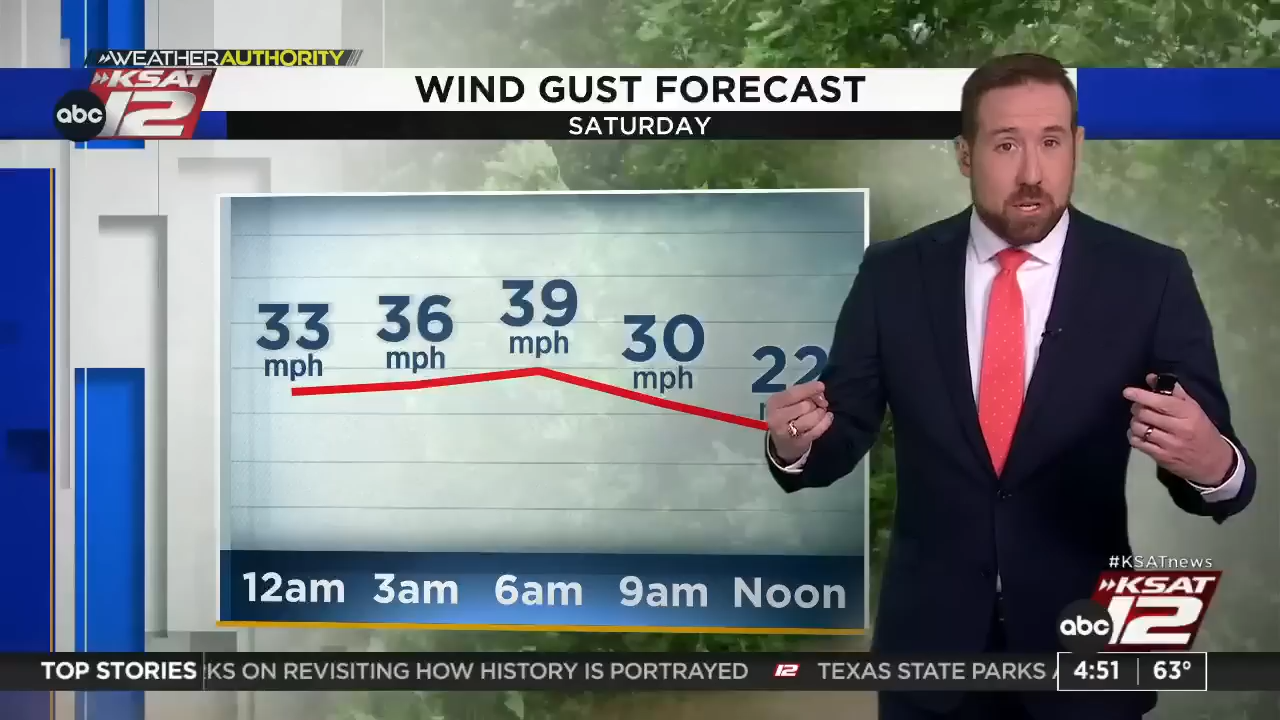 WEATHERAUTHORITY
KSAT
abc 12
WIND GUST FORECAST
SATURDAY
33 36 39 30 22
mph mph mph mph
12am 3am 6am 9am Noon
#KSATnews
KSAT
abc 12
TOP STORIES ON REVISITING HOW HISTORY IS PORTRAYED 12 TEXAS STATE PARKS 4:51 63°